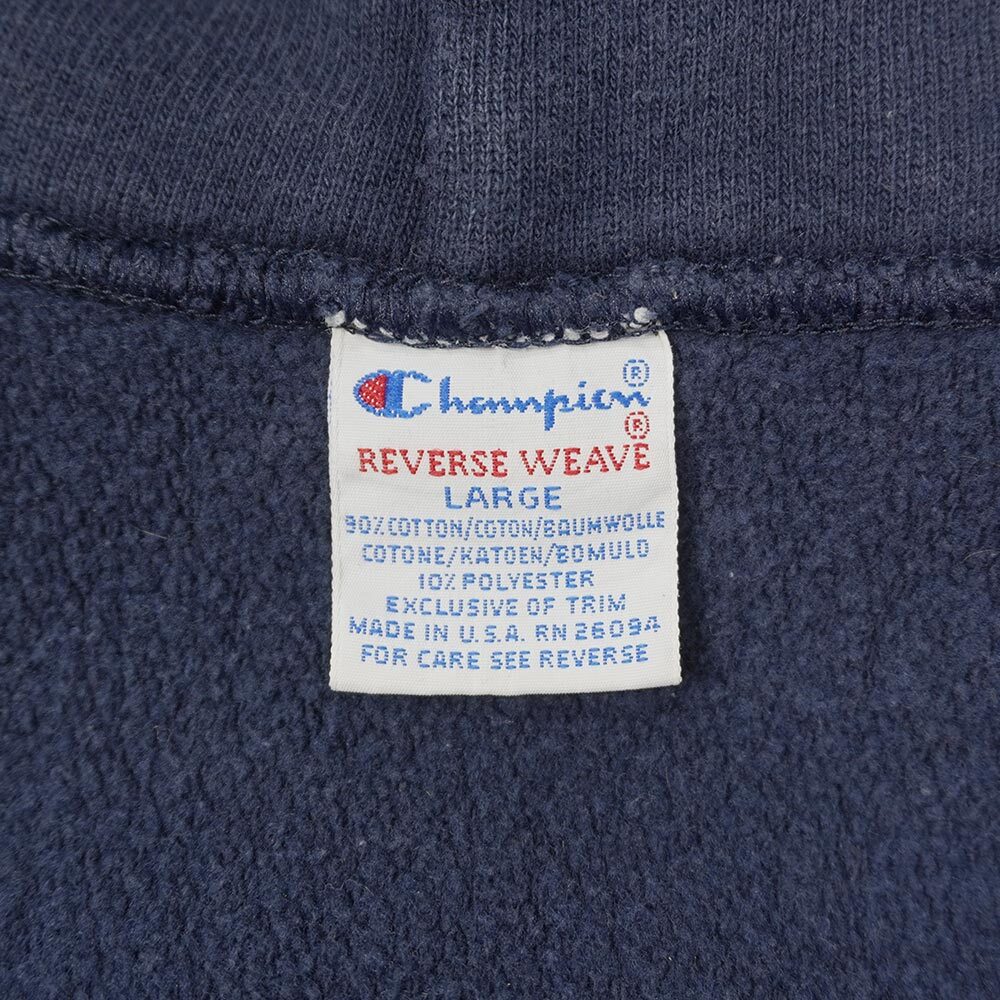 Champion®
REVERSE WEAVE®
LARGE
90% COTTON/COTON/BAUMWOLLE
COTONE/KATOEN/BOMULD
10% POLYESTER
EXCLUSIVE OF TRIM
MADE IN U.S.A. RN 26094
FOR CARE SEE REVERSE